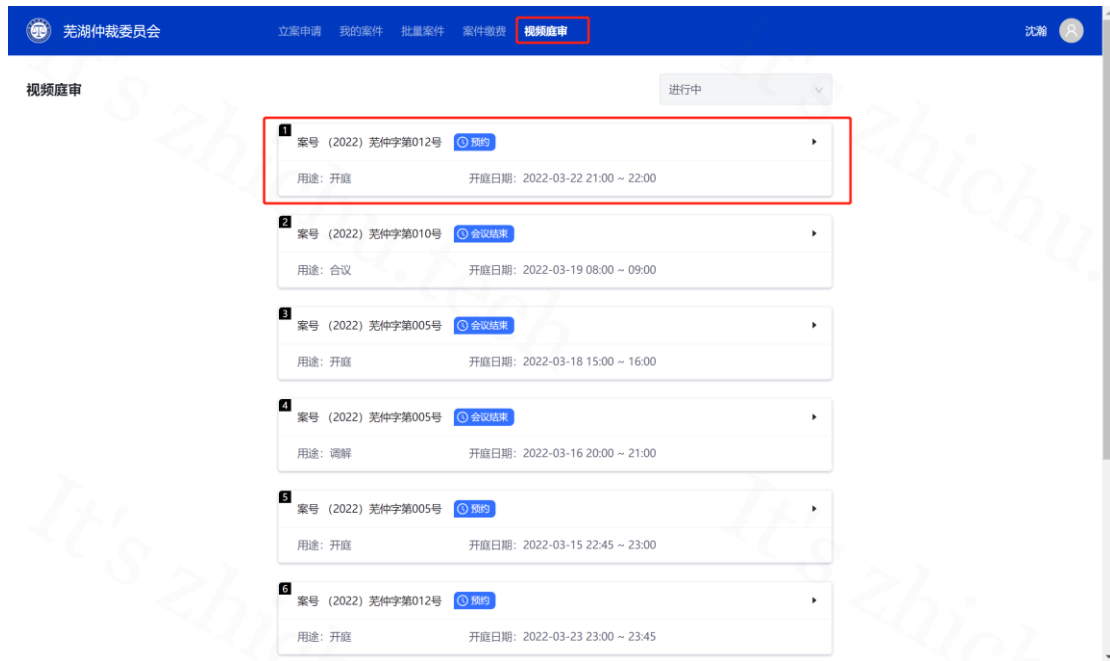 芜湖仲裁委员会 立案申请 我的案件 批量案件 案件缴费 视频庭审 沈瀚
视频庭审 进行中
1
案号 （2022）芜仲字第012号 预约
用途：开庭 开庭日期：2022-03-22 21:00 ~ 22:00
2
案号 （2022）芜仲字第010号 会议结束
用途：合议 开庭日期：2022-03-19 08:00 ~ 09:00
3
案号 （2022）芜仲字第005号 会议结束
用途：开庭 开庭日期：2022-03-18 15:00 ~ 16:00
4
案号 （2022）芜仲字第005号 会议结束
用途：调解 开庭日期：2022-03-16 20:00 ~ 21:00
5
案号 （2022）芜仲字第005号 预约
用途：开庭 开庭日期：2022-03-15 22:45 ~ 23:00
6
案号 （2022）芜仲字第012号 预约
用途：开庭 开庭日期：2022-03-23 23:00 ~ 23:45
It's zhichu.tech